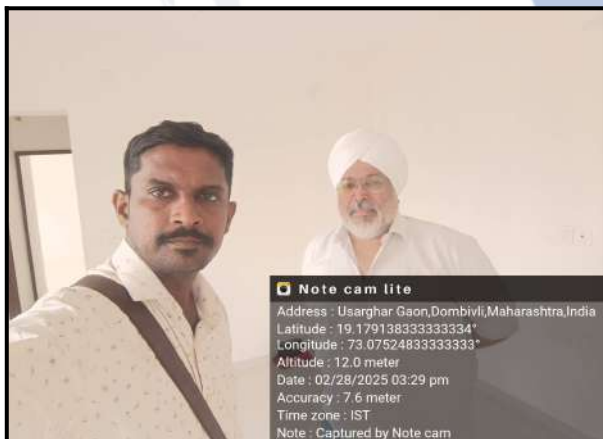 Note cam lite
Address : Usarghar Gaon,Dombivli,Maharashtra,India
Latitude : 19.179138333333334°
Longitude : 73.07524833333333°
Altitude : 12.0 meter
Date : 02/28/2025 03:29 pm
Accuracy : 7.6 meter
Time zone : IST
Note : Captured by Note cam